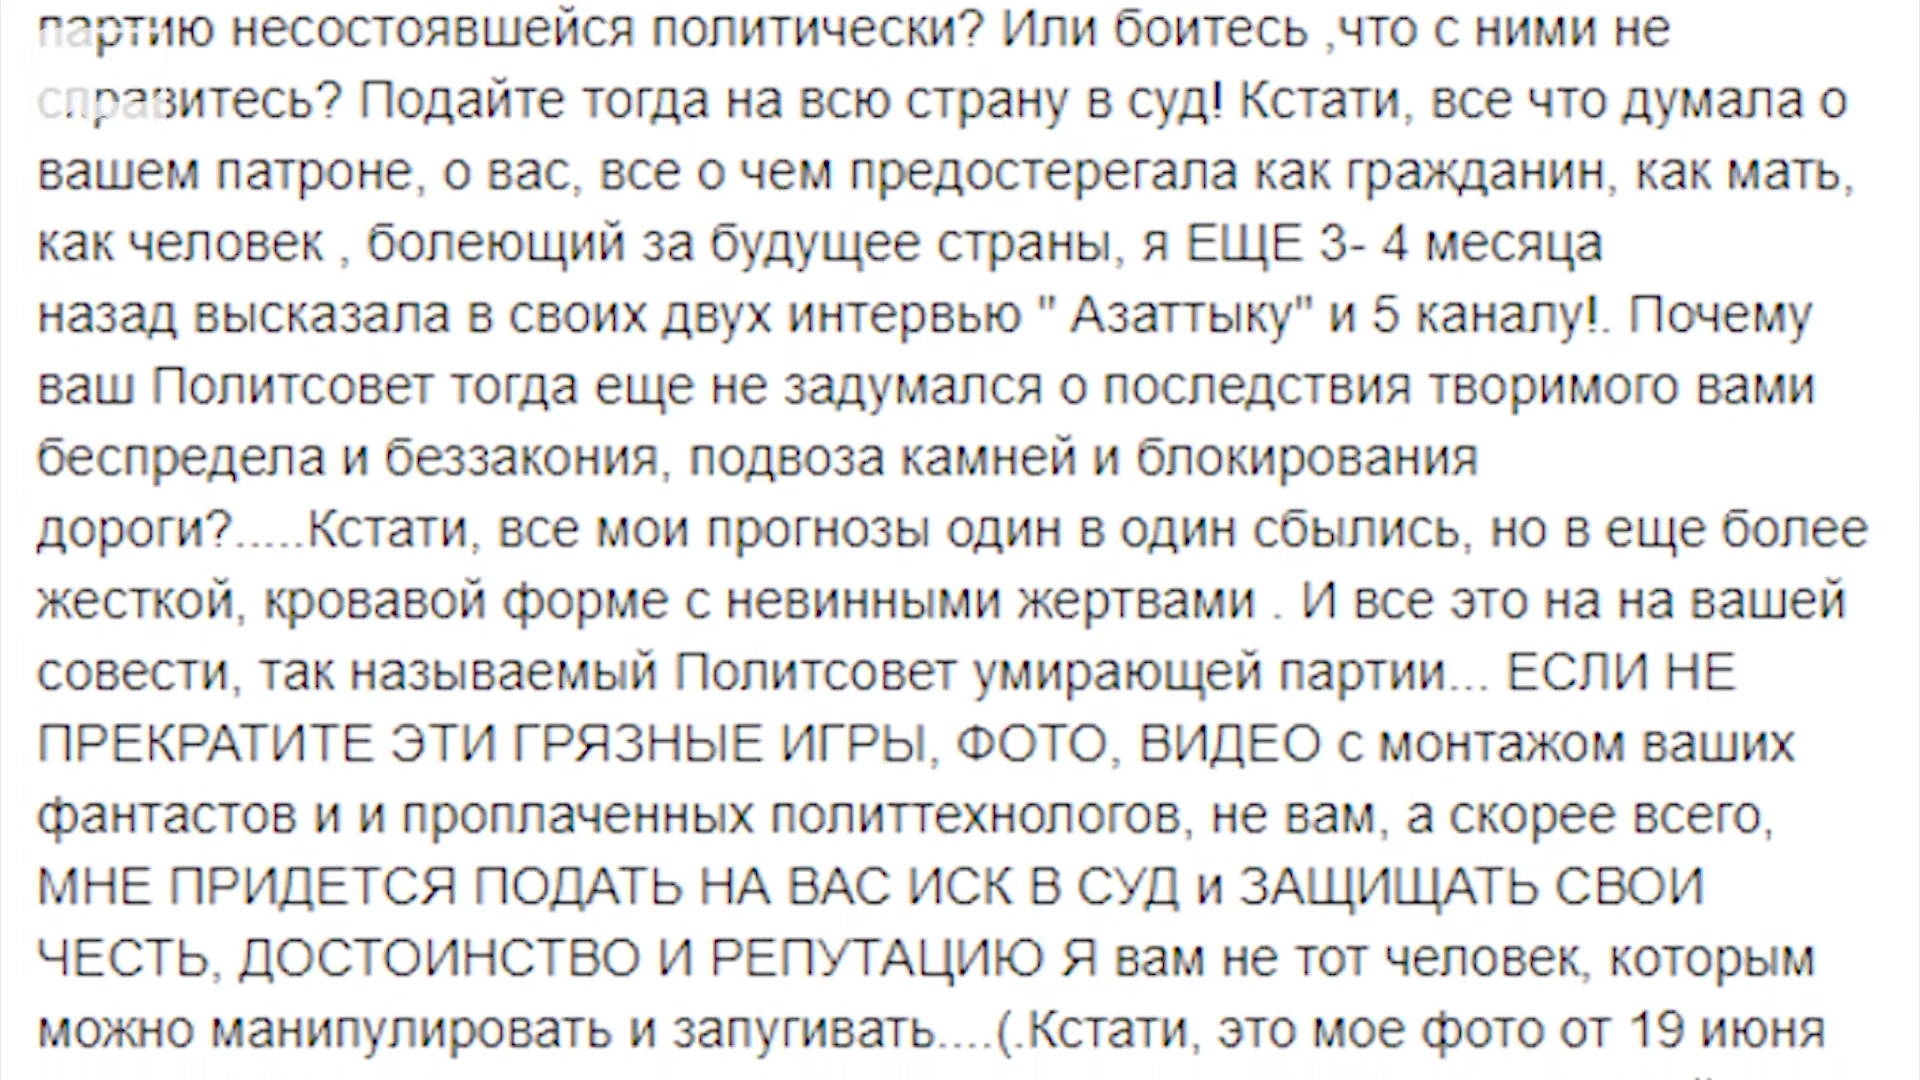 партию несостоявшейся политически? Или боитесь ,что с ними не
справитесь? Подайте тогда на всю страну в суд! Кстати, все что думала о
вашем патроне, о вас, все о чем предостерегала как гражданин, как мать,
как человек , болеющий за будущее страны, я ЕЩЕ 3- 4 месяца
назад высказала в своих двух интервью " Азаттыку" и 5 каналу!. Почему
ваш Политсовет тогда еще не задумался о последствия творимого вами
беспредела и беззакония, подвоза камней и блокирования
дороги?.....Кстати, все мои прогнозы один в один сбылись, но в еще более
жесткой, кровавой форме с невинными жертвами . И все это на на вашей
совести, так называемый Политсовет умирающей партии... ЕСЛИ НЕ
ПРЕКРАТИТЕ ЭТИ ГРЯЗНЫЕ ИГРЫ, ФОТО, ВИДЕО с монтажом ваших
фантастов и и проплаченных политтехнологов, не вам, а скорее всего,
МНЕ ПРИДЕТСЯ ПОДАТЬ НА ВАС ИСК В СУД и ЗАЩИЩАТЬ СВОИ
ЧЕСТЬ, ДОСТОИНСТВО И РЕПУТАЦИЮ Я вам не тот человек, которым
можно манипулировать и запугивать....(.Кстати, это мое фото от 19 июня